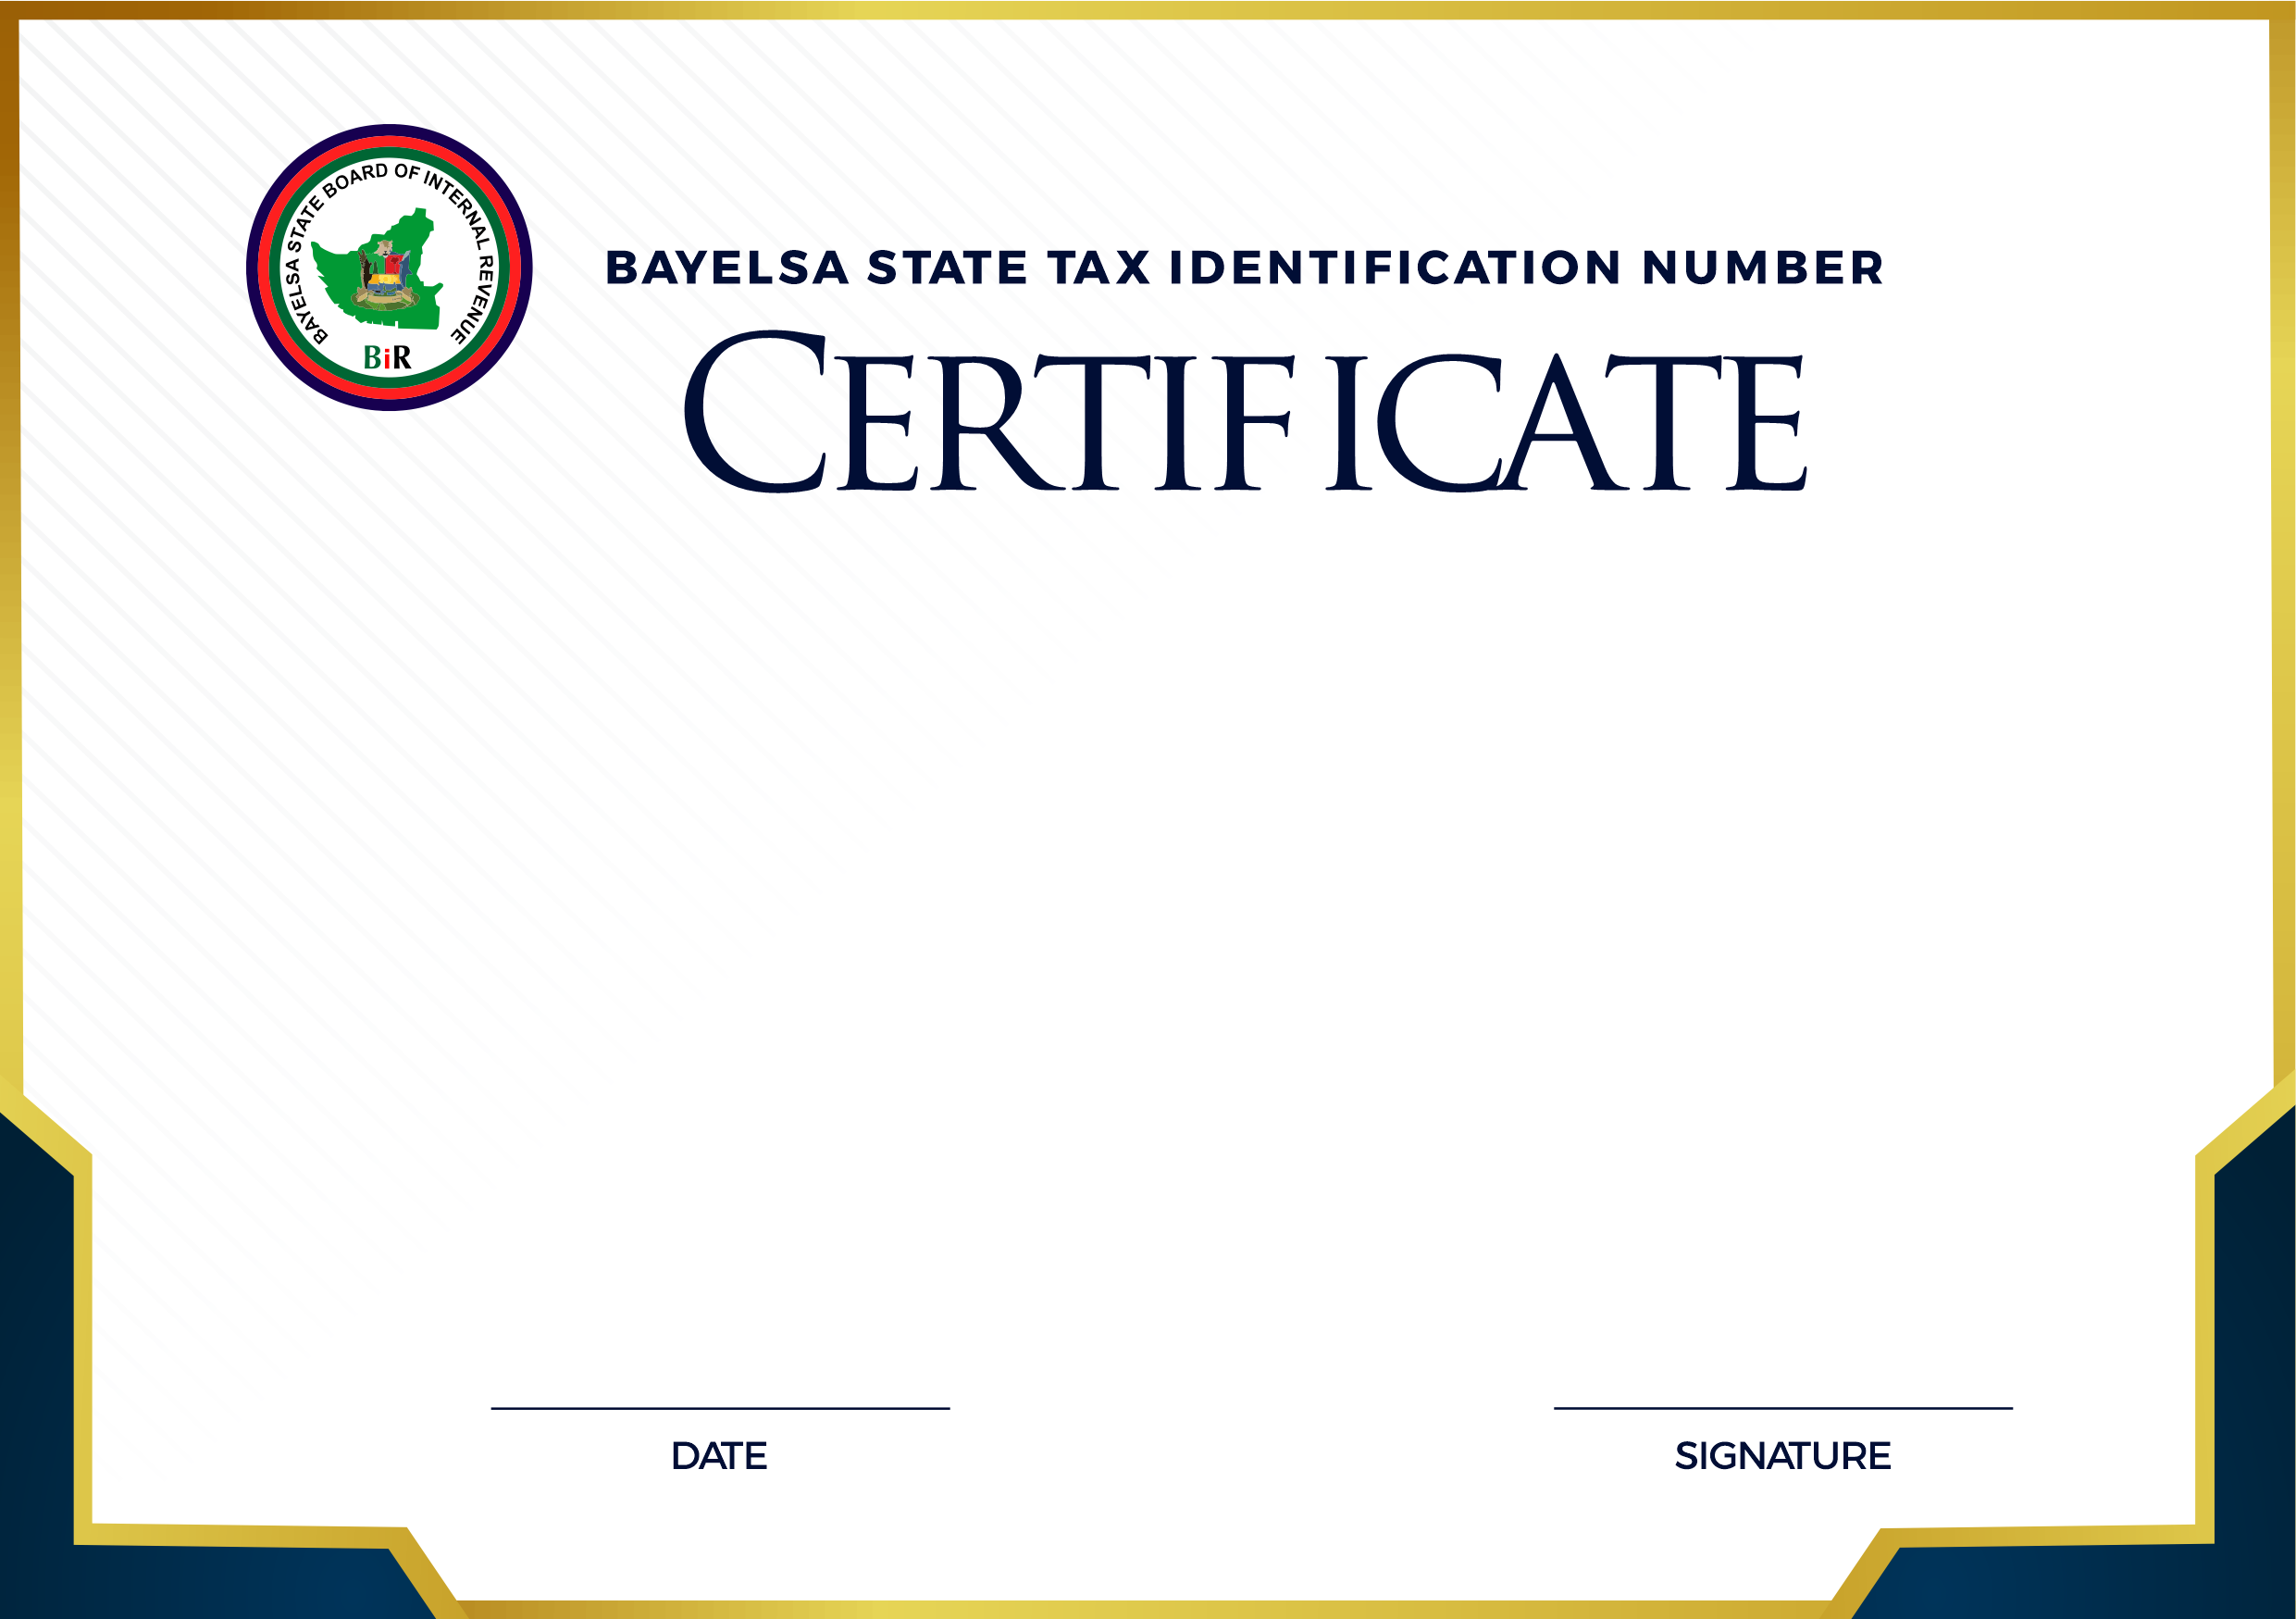 BAYELSA STATE BOARD OF INTERNAL REVENUE
BiR
BAYELSA STATE TAX IDENTIFICATION NUMBER
CERTIFICATE
DATE
SIGNATURE